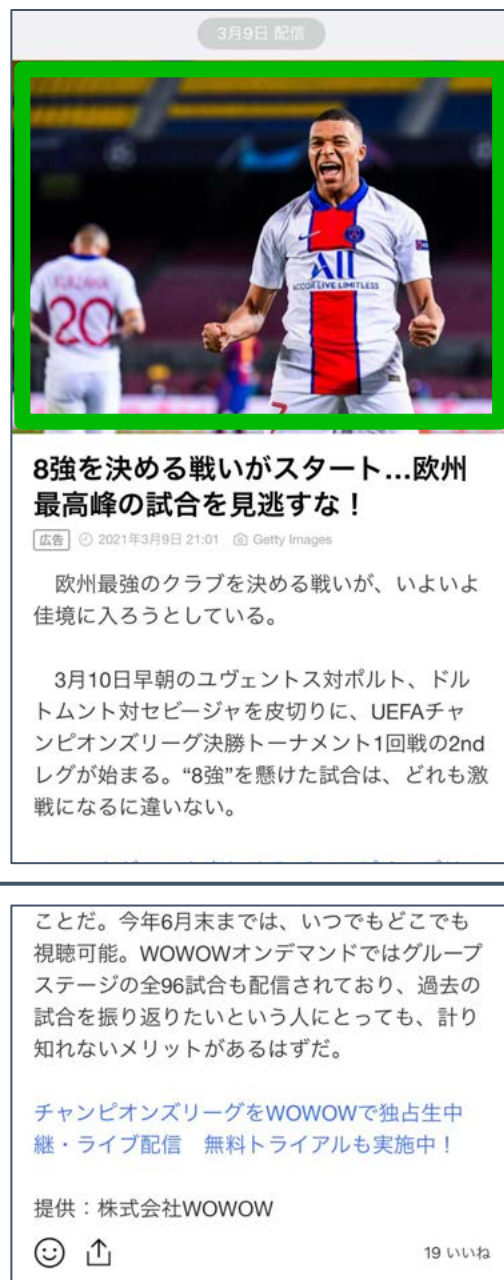 3月9日 配信
KURZAWA
20
ALL
ACCOR LIVE LIMITLESS
7
8強を決める戦いがスタート…欧州
最高峰の試合を見逃すな！
広告 2021年3月9日 21:01 Getty Images
欧州最強のクラブを決める戦いが、いよいよ
佳境に入ろうとしている。
3月10日早朝のユヴェントス対ポルト、ドル
トムント対セビージャを皮切りに、UEFAチャ
ンピオンズリーグ決勝トーナメント1回戦の2nd
レグが始まる。“8強”を懸けた試合は、どれも激
戦になるに違いない。
ことだ。今年6月末までは、いつでもどこでも
視聴可能。WOWOWオンデマンドではグループ
ステージの全96試合も配信されており、過去の
試合を振り返りたいという人にとっても、計り
知れないメリットがあるはずだ。
チャンピオンズリーグをWOWOWで独占生中
継・ライブ配信　無料トライアルも実施中！
提供：株式会社WOWOW
19 いいね